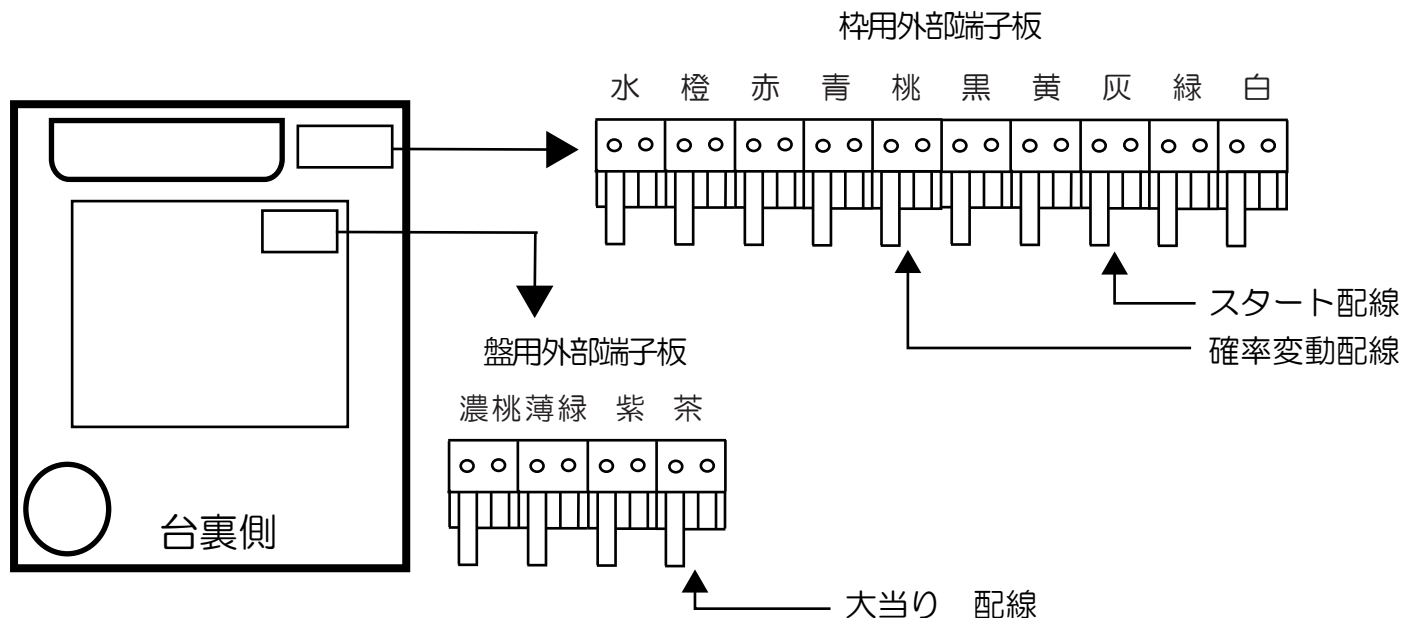 枠用外部端子板
水 橙 赤 青 桃 黒 黄 灰 緑 白
スタート配線
確率変動配線
盤用外部端子板
濃桃 薄緑 紫 茶
台裏側
大当り 配線